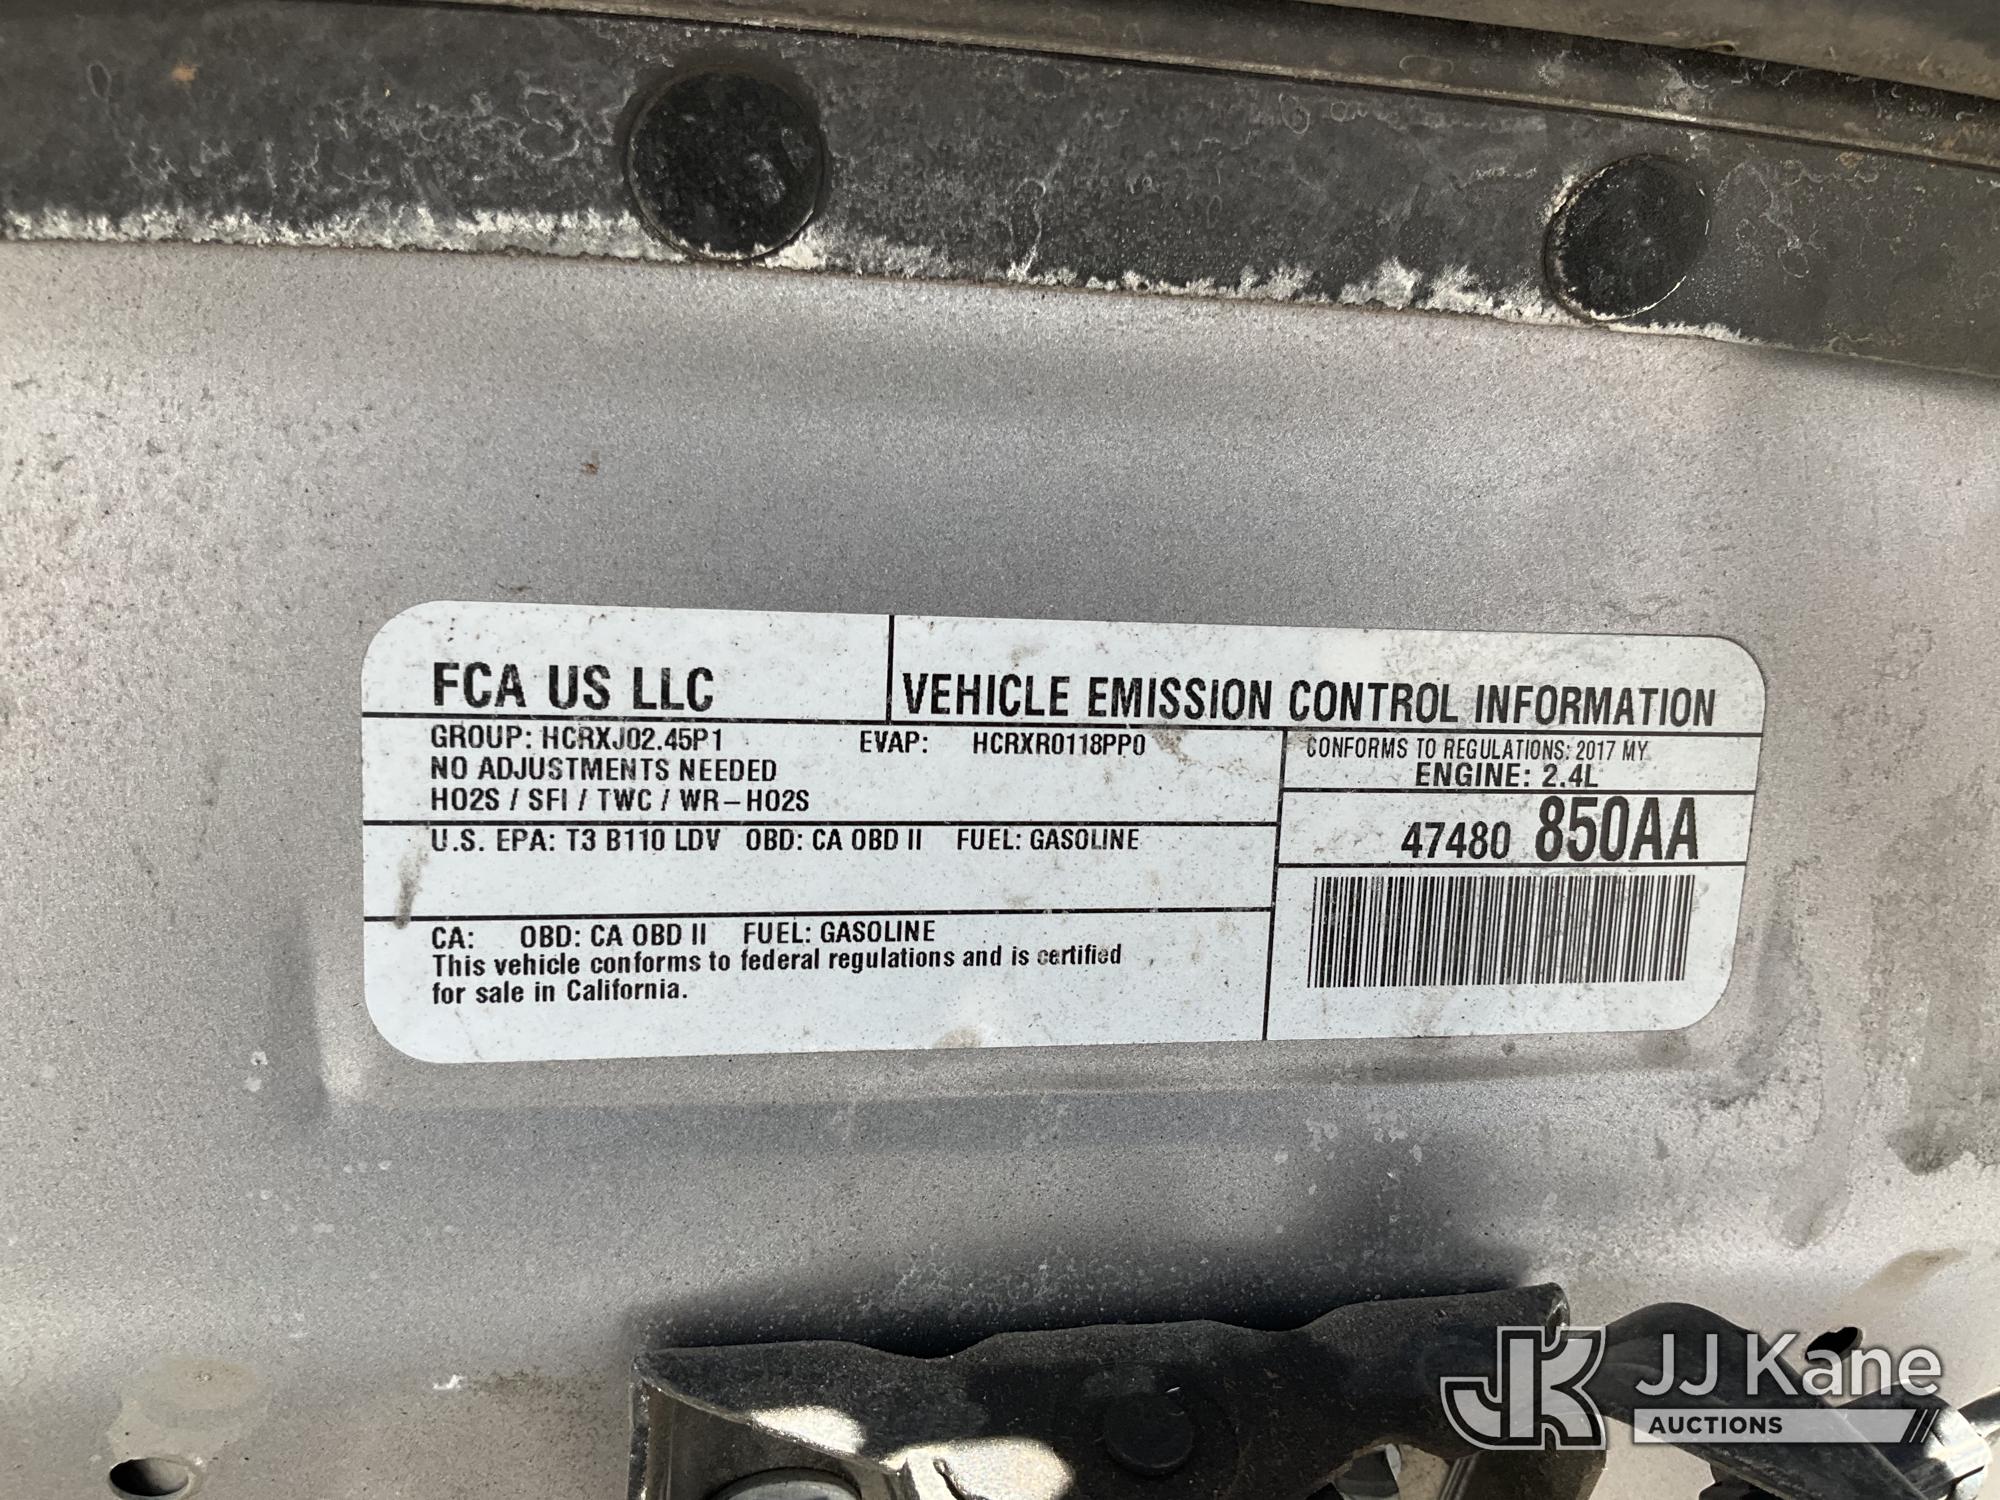 FCA US LLC
VEHICLE EMISSION CONTROL INFORMATION
GROUP: HCRXJ02.45P1 EVAP: HCRXR0118PP0
NO ADJUSTMENTS NEEDED
HO2S / SFI / TWC / WR-HO2S
CONFORMS TO REGULATIONS: 2017 MY
ENGINE: 2.4L
47480 850AA
U.S. EPA: T3 B110 LDV OBD: CA OBD II FUEL: GASOLINE
CA: OBD: CA OBD II FUEL: GASOLINE
This vehicle conforms to federal regulations and is certified
for sale in California.
JK
JJ Kane
AUCTIONS